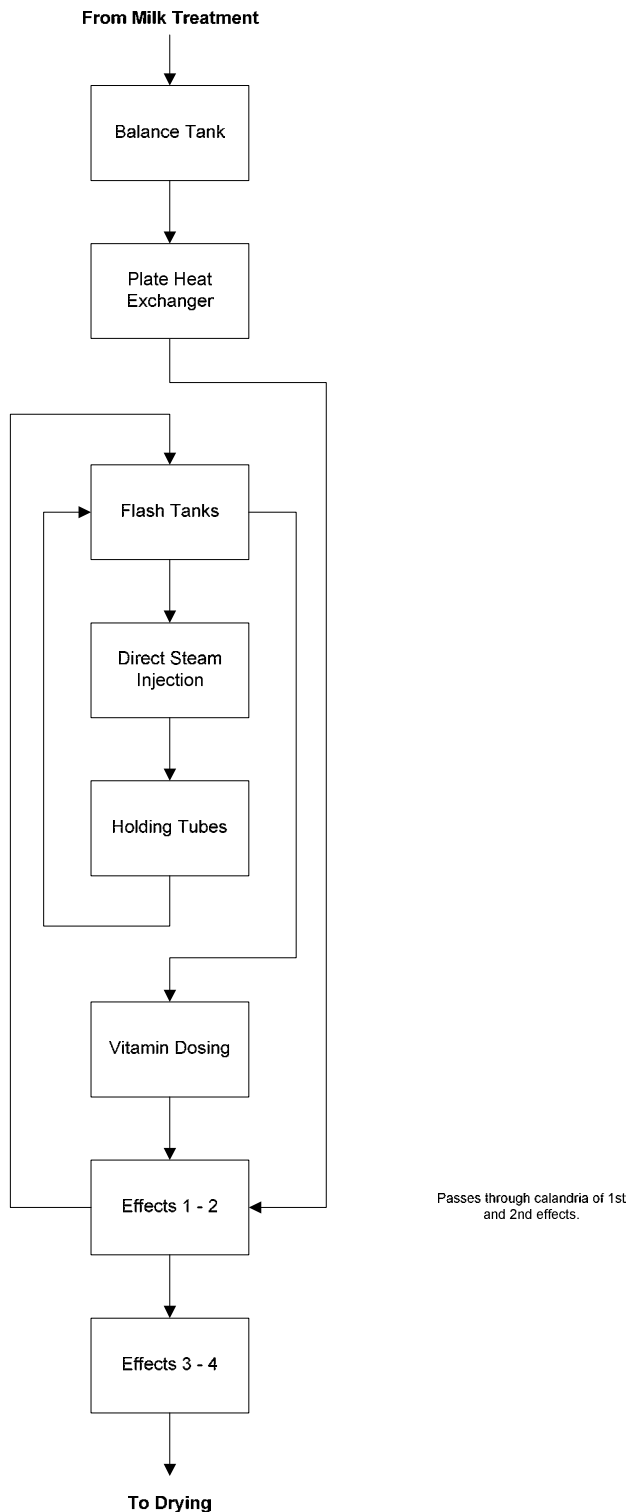 From Milk Treatment
Balance Tank
Plate Heat
Exchanger
Flash Tanks
Direct Steam
Injection
Holding Tubes
Vitamin Dosing
Effects 1 - 2
Passes through calandria of 1st
and 2nd effects.
Effects 3 - 4
To Drying